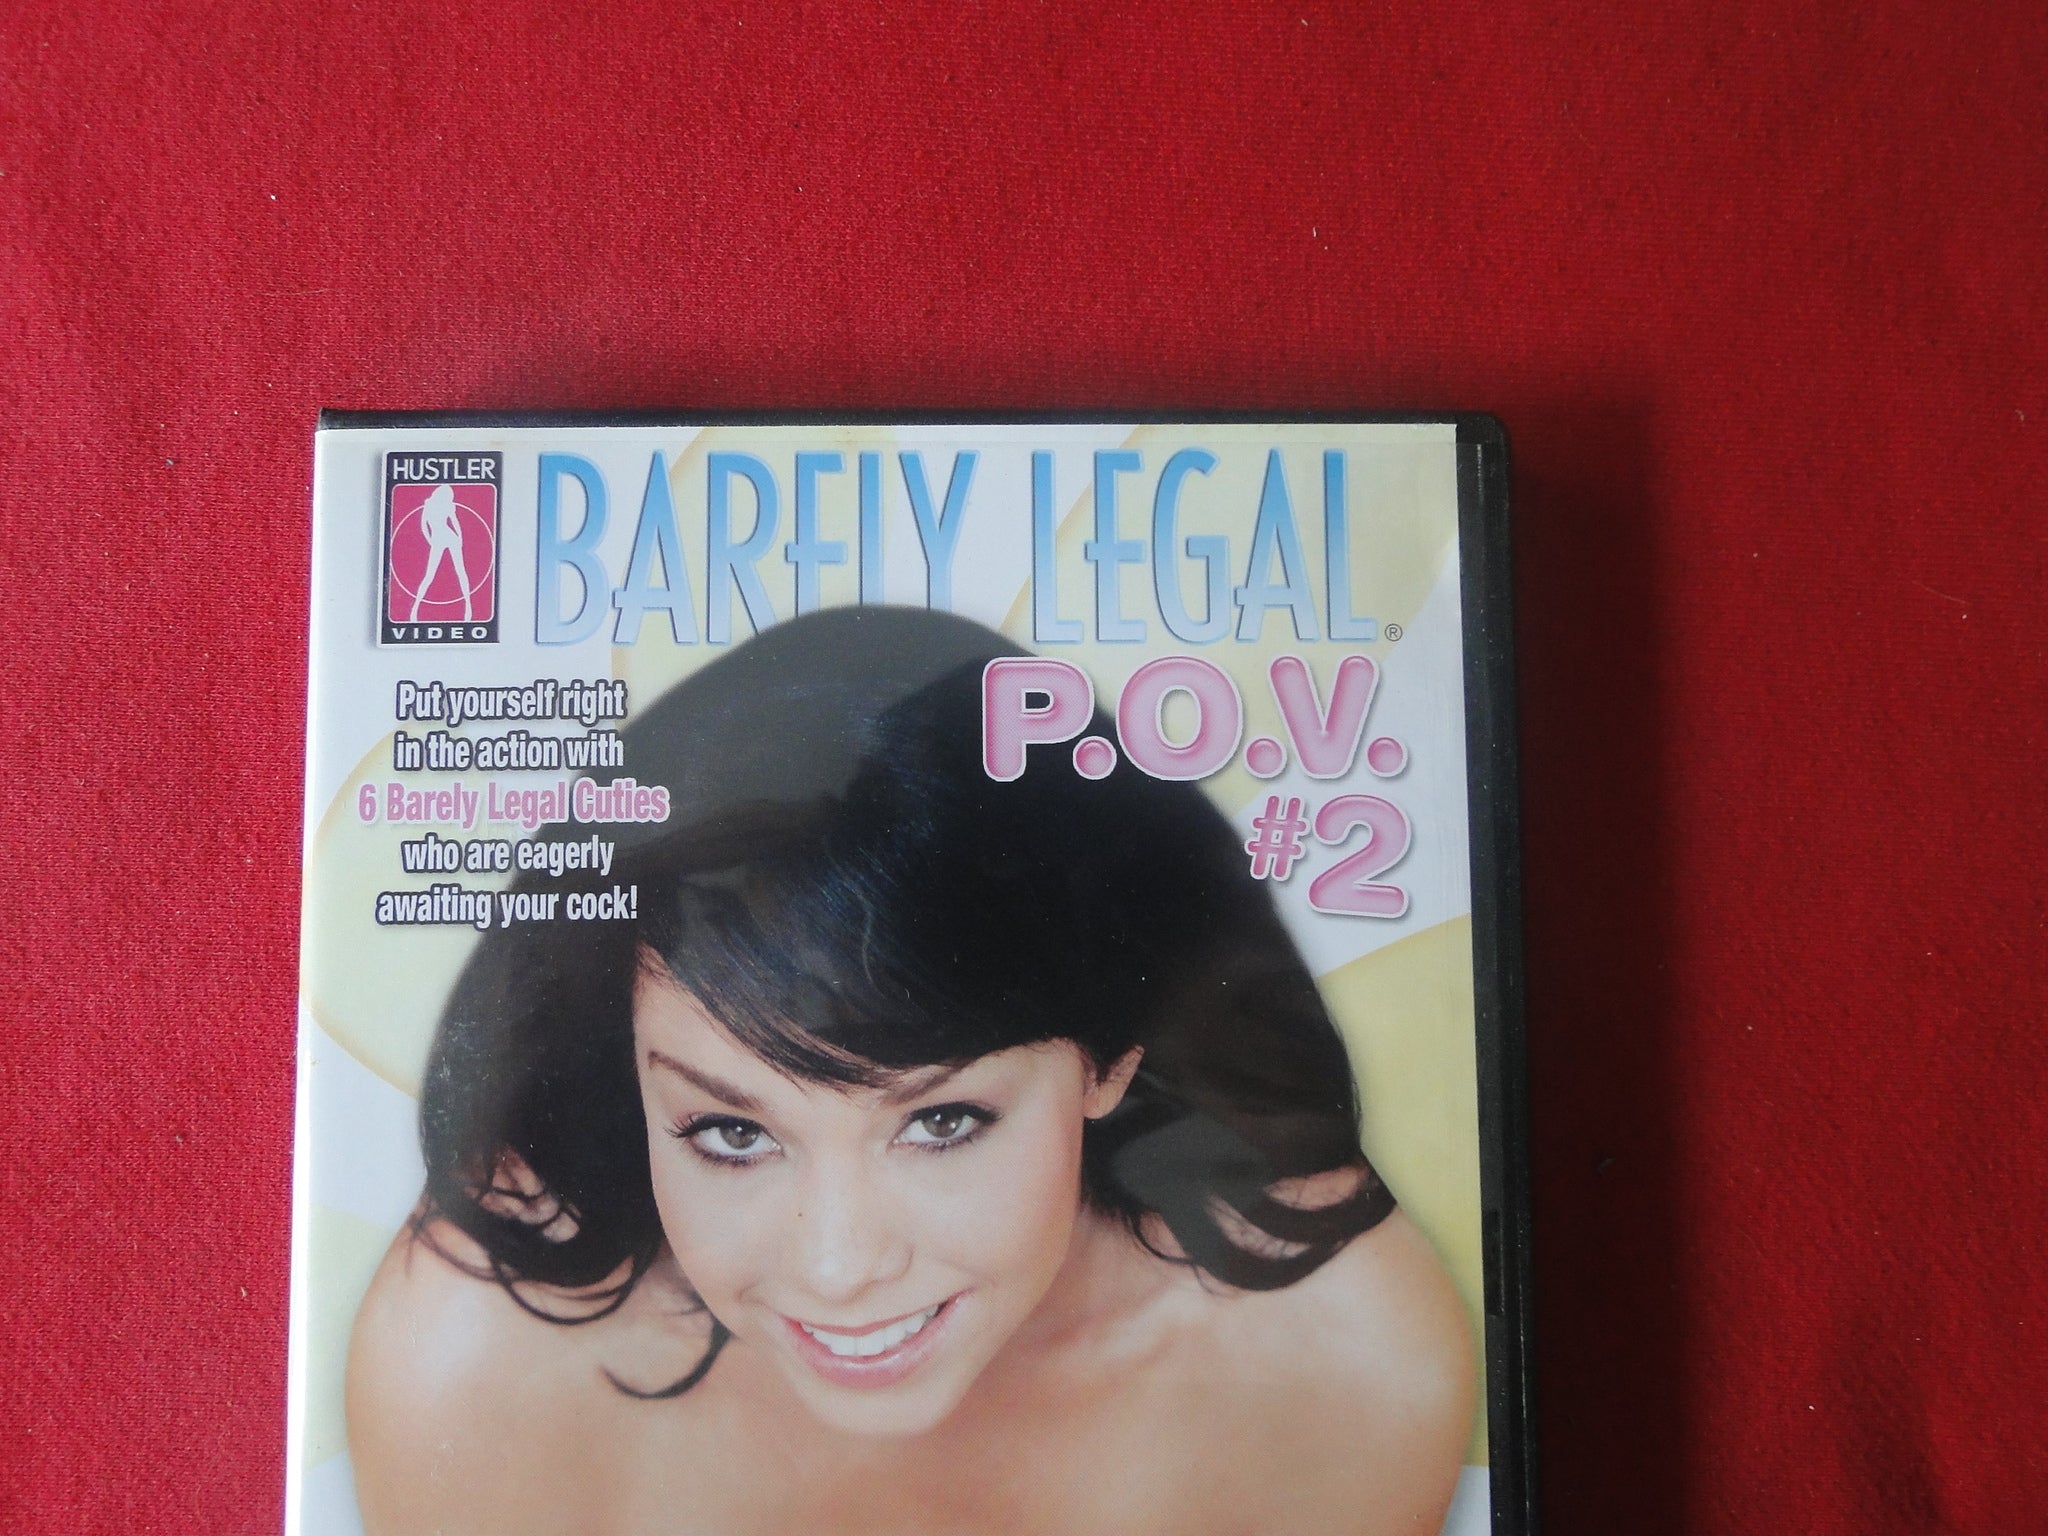 HUSTLER
VIDEO
BARELY LEGAL®
P.O.V.
#2
Put yourself right
in the action with
6 Barely Legal Cuties
who are eagerly
awaiting your cock!